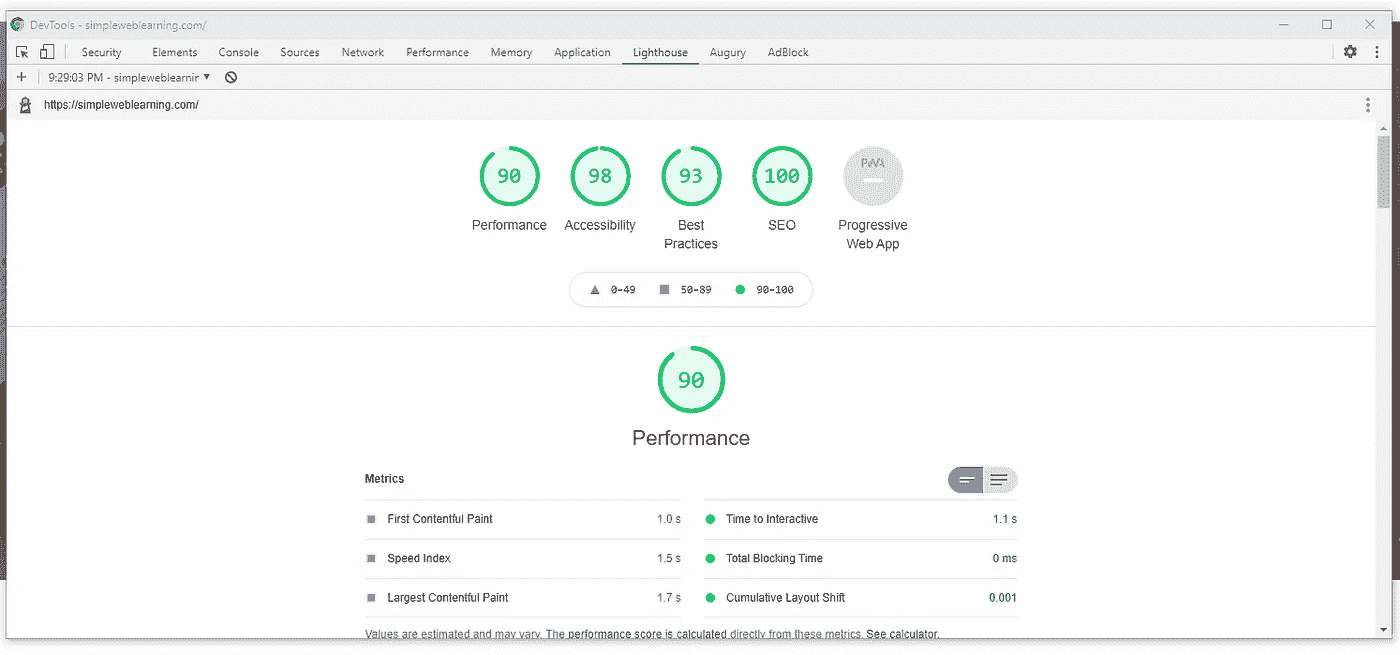 DevTools - simpleweblearning.com/
Security Elements Console Sources Network Performance Memory Application Lighthouse Augury AdBlock
9:29:03 PM - simpleweblearnir
https://simpleweblearning.com/
90 98 93 100 PWA
Performance Accessibility Best Practices SEO Progressive Web App
0-49 50-89 90-100
90
Performance
Metrics
First Contentful Paint 1.0 s Time to Interactive 1.1 s
Speed Index 1.5 s Total Blocking Time 0 ms
Largest Contentful Paint 1.7 s Cumulative Layout Shift 0.001
Values are estimated and may vary. The performance score is calculated directly from these metrics. See calculator.